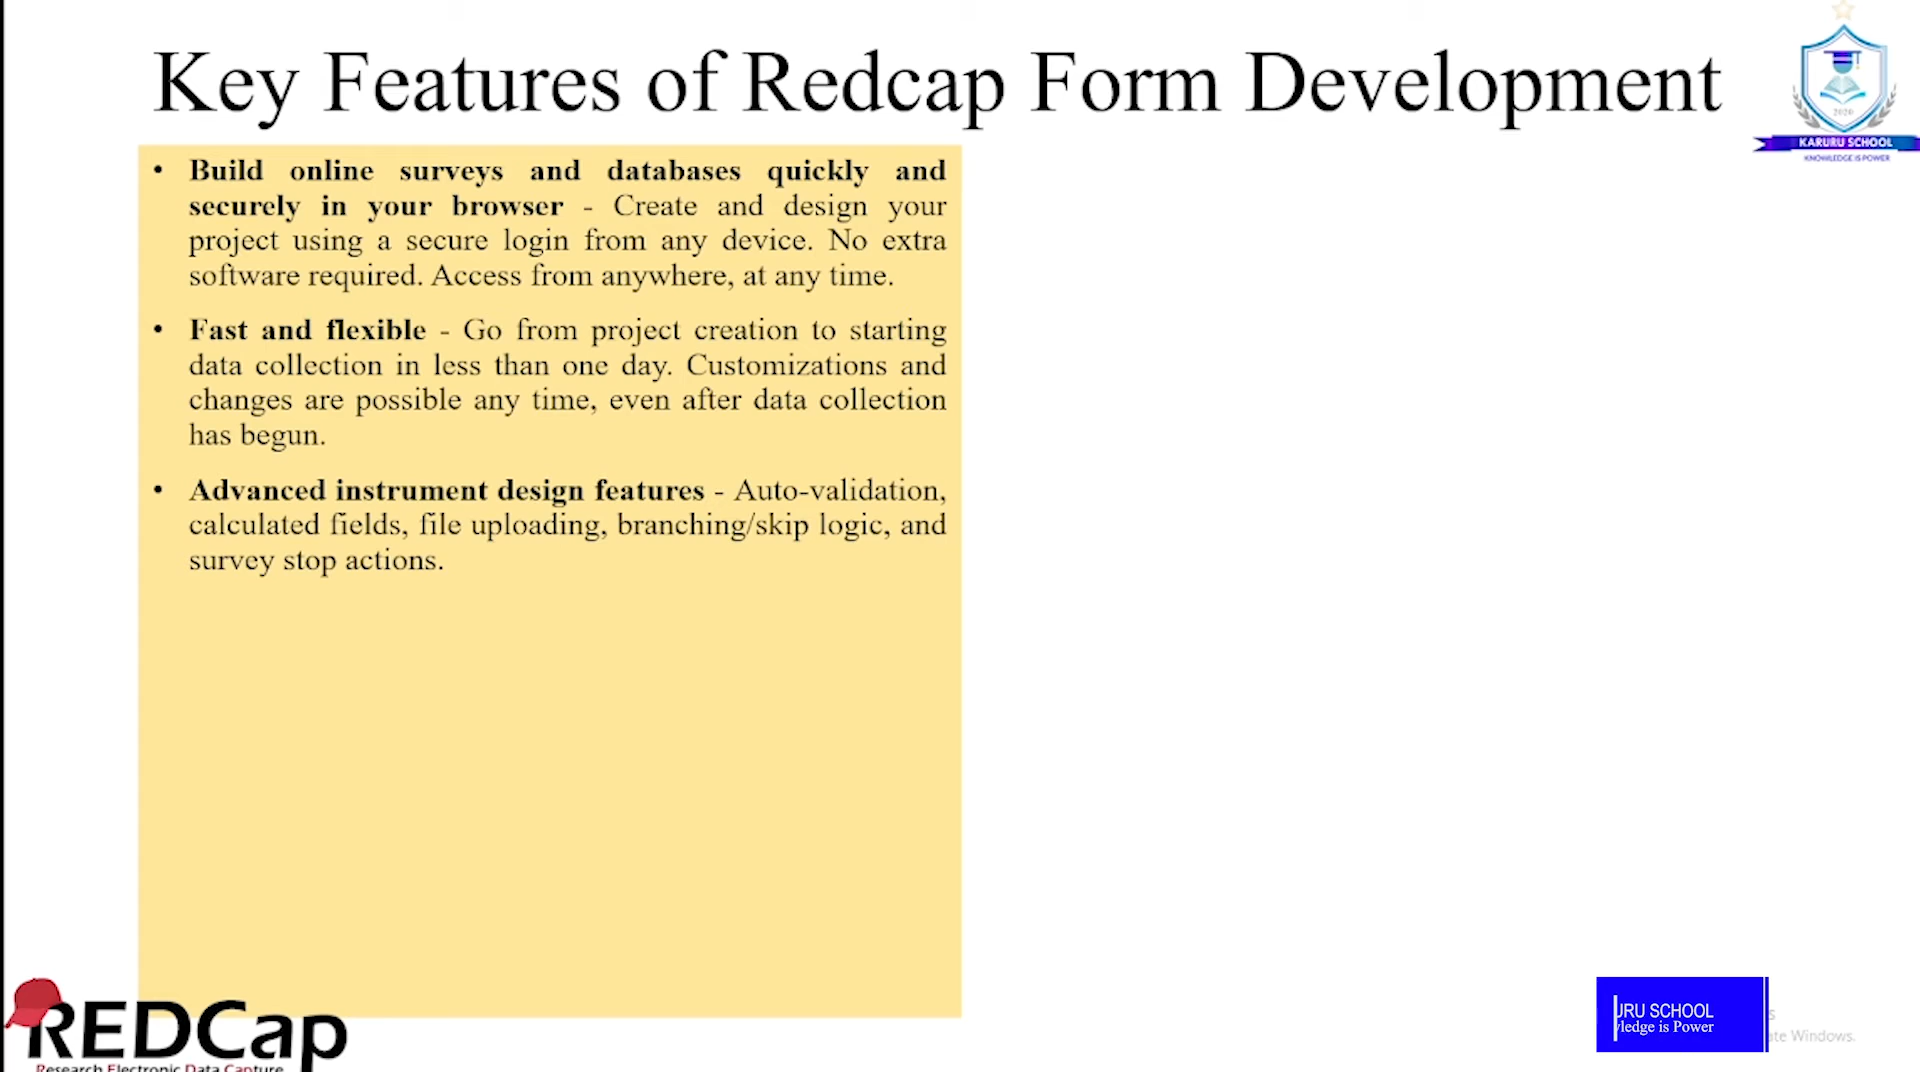 Key Features of Redcap Form Development
2020
KARURU SCHOOL
KNOWLEDGE IS POWER
• Build online surveys and databases quickly and
securely in your browser - Create and design your
project using a secure login from any device. No extra
software required. Access from anywhere, at any time.
• Fast and flexible - Go from project creation to starting
data collection in less than one day. Customizations and
changes are possible any time, even after data collection
has begun.
• Advanced instrument design features - Auto-validation,
calculated fields, file uploading, branching/skip logic, and
survey stop actions.
REDCap
Research Electronic Data Capture
URU SCHOOL
ledge is Power
ate Windows.